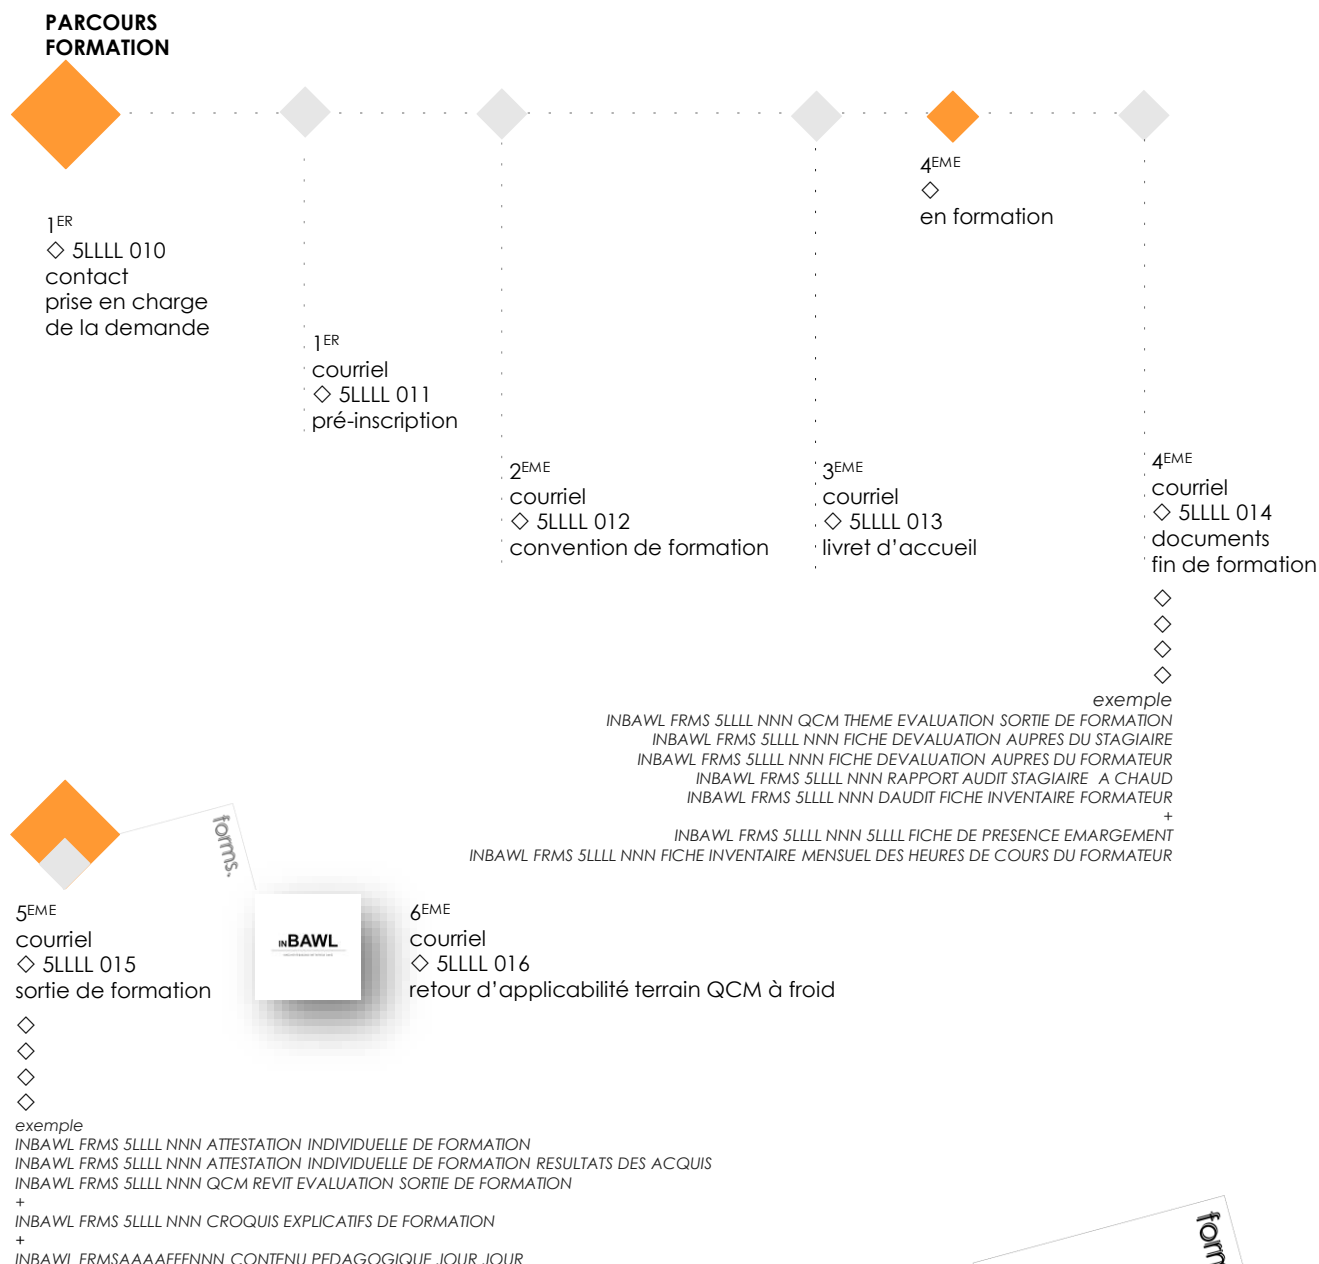 PARCOURS
FORMATION
1ER
◇ 5LLLL 010
contact
prise en charge
de la demande
1ER
courriel
◇ 5LLLL 011
pré-inscription
2EME
courriel
◇ 5LLLL 012
convention de formation
3EME
courriel
◇ 5LLLL 013
livret d’accueil
4EME
◇
en formation
4EME
courriel
◇ 5LLLL 014
documents
fin de formation
◇
◇
◇
◇
exemple
INBAWL FRMS 5LLLL NNN QCM THEME EVALUATION SORTIE DE FORMATION
INBAWL FRMS 5LLLL NNN FICHE DEVALUATION AUPRES DU STAGIAIRE
INBAWL FRMS 5LLLL NNN FICHE DEVALUATION AUPRES DU FORMATEUR
INBAWL FRMS 5LLLL NNN RAPPORT AUDIT STAGIAIRE  A CHAUD
INBAWL FRMS 5LLLL NNN DAUDIT FICHE INVENTAIRE FORMATEUR
+
INBAWL FRMS 5LLLL NNN 5LLLL FICHE DE PRESENCE EMARGEMENT
INBAWL FRMS 5LLLL NNN FICHE INVENTAIRE MENSUEL DES HEURES DE COURS DU FORMATEUR
forms.
INBAWL
5EME
courriel
◇ 5LLLL 015
sortie de formation
◇
◇
◇
◇
6EME
courriel
◇ 5LLLL 016
retour d’applicabilité terrain QCM à froid
exemple
INBAWL FRMS 5LLLL NNN ATTESTATION INDIVIDUELLE DE FORMATION
INBAWL FRMS 5LLLL NNN ATTESTATION INDIVIDUELLE DE FORMATION RESULTATS DES ACQUIS
INBAWL FRMS 5LLLL NNN QCM REVIT EVALUATION SORTIE DE FORMATION
+
INBAWL FRMS 5LLLL NNN CROQUIS EXPLICATIFS DE FORMATION
+
INBAWL FRMSAAAAFFFNNN CONTENU PEDAGOGIQUE JOUR JOUR
form